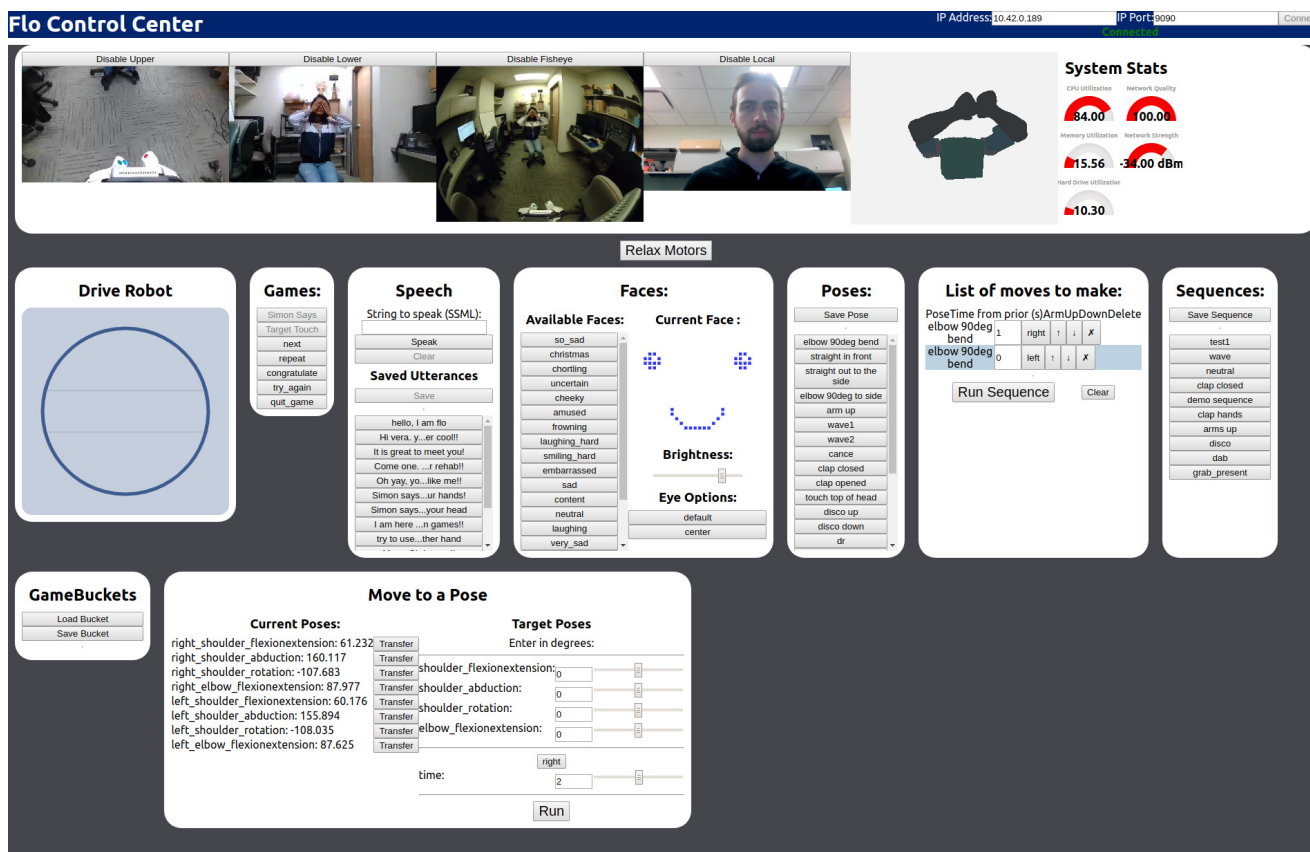 Flo Control Center
IP Address: 10.42.0.189 IP Port: 9090 Conne
Connected
Disable Upper Disable Lower Disable Fisheye Disable Local
System Stats
CPU Utilization Network Quality
84.00 100.00
Memory Utilization Network Strength
15.56 -34.00 dBm
Hard Drive Utilization
10.30
Relax Motors
Drive Robot
Games:
Simon Says
Target Touch
next
repeat
congratulate
try_again
quit_game
Speech
String to speak (SSML):
Speak
Clear
Saved Utterances
Save
hello, I am flo
Hi vera. y...er cool!!
It is great to meet you!
Come one. ...r rehab!!
Oh yay, yo...like me!!
Simon says...ur hands!
Simon says...your head
I am here ...n games!!
try to use...ther hand
Faces:
Available Faces:
so_sad
christmas
chortling
uncertain
cheeky
amused
frowning
laughing_hard
smiling_hard
embarrassed
sad
content
neutral
laughing
very_sad
Current Face :
Brightness:
Eye Options:
default
center
Poses:
Save Pose
elbow 90deg bend
straight in front
straight out to the
side
elbow 90deg to side
arm up
wave1
wave2
cance
clap closed
clap opened
touch top of head
disco up
disco down
dr
List of moves to make:
PoseTime from prior (s)ArmUpDownDelete
elbow 90deg bend 1 right ↑ ↓ ✗
elbow 90deg bend 0 left ↑ ↓ ✗
Run Sequence Clear
Sequences:
Save Sequence
test1
wave
neutral
clap closed
demo sequence
clap hands
arms up
disco
dab
grab_present
GameBuckets
Load Bucket
Save Bucket
Move to a Pose
Current Poses:
right_shoulder_flexionextension: 61.232 Transfer
right_shoulder_abduction: 160.117 Transfer
right_shoulder_rotation: -107.683 Transfer
right_elbow_flexionextension: 87.977 Transfer
left_shoulder_flexionextension: 60.176 Transfer
left_shoulder_abduction: 155.894 Transfer
left_shoulder_rotation: -108.035 Transfer
left_elbow_flexionextension: 87.625 Transfer
Target Poses
Enter in degrees:
shoulder_flexionextension: 0
shoulder_abduction: 0
shoulder_rotation: 0
elbow_flexionextension: 0
right
time: 2
Run